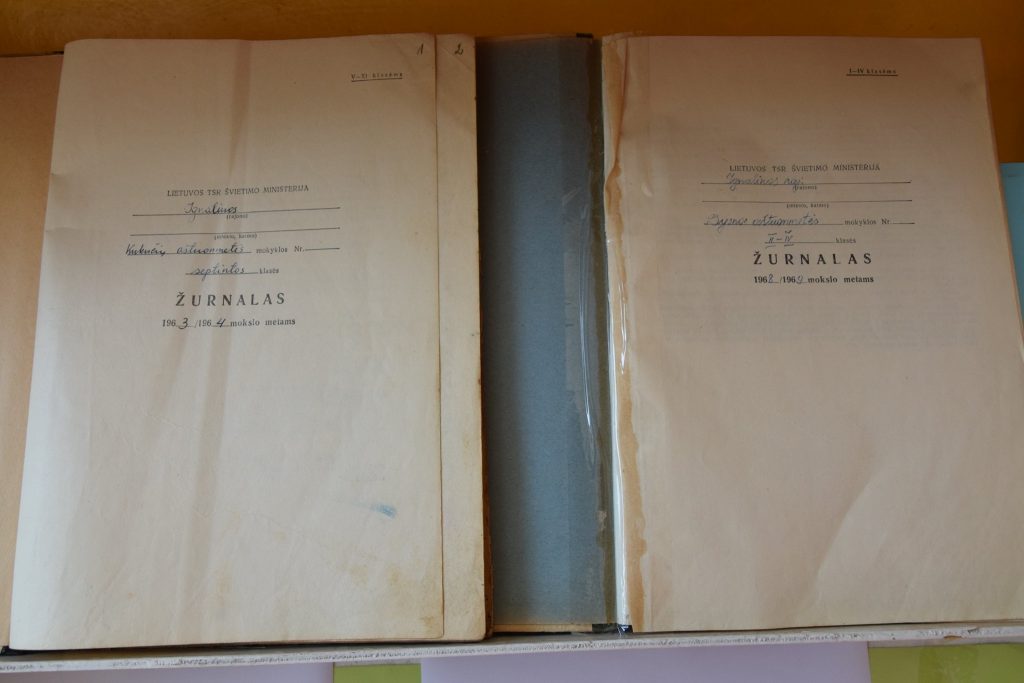 1
2
V–XI klasėms
LIETUVOS TSR ŠVIETIMO MINISTERIJA
Ignalinos
(rajono)
(miesto, kaimo)
aštuonmetės mokyklos Nr.
septintos klasės
ŽURNALAS
1963/1964 mokslo metams
I–IV klasėms
LIETUVOS TSR ŠVIETIMO MINISTERIJA
Ignalinos raj.
(rajono)
(miesto, kaimo)
aštuonmetės mokyklos Nr.
II–IV klasės
ŽURNALAS
1968/1969 mokslo metams